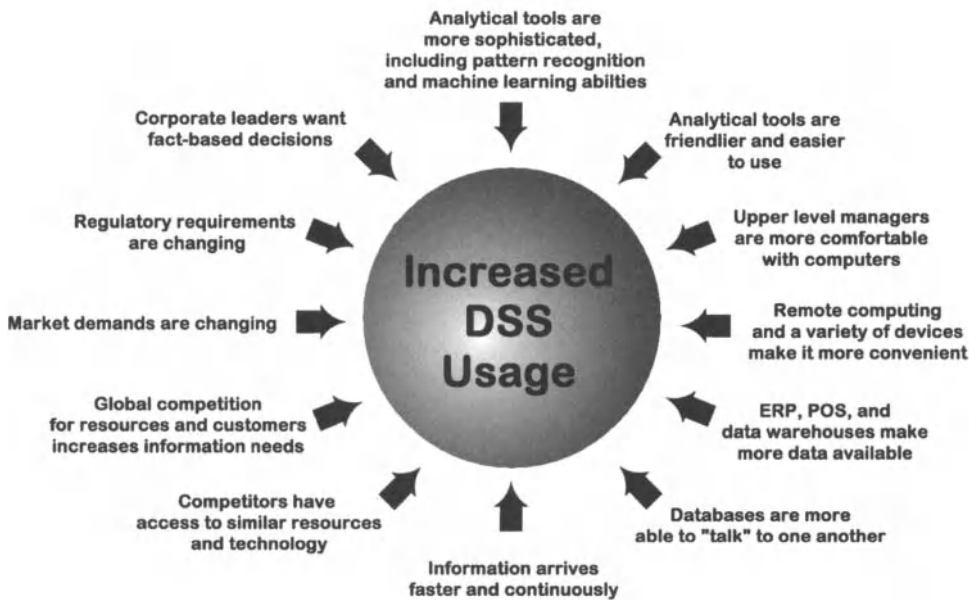 Analytical tools are
more sophisticated,
including pattern recognition
and machine learning abilties
Analytical tools are
friendlier and easier
to use
Upper level managers
are more comfortable
with computers
Remote computing
and a variety of devices
make it more convenient
ERP, POS, and
data warehouses make
more data available
Databases are more
able to "talk" to one another
Information arrives
faster and continuously
Competitors have
access to similar resources
and technology
Global competition
for resources and customers
increases information needs
Market demands are changing
Regulatory requirements
are changing
Corporate leaders want
fact-based decisions
Increased
DSS
Usage